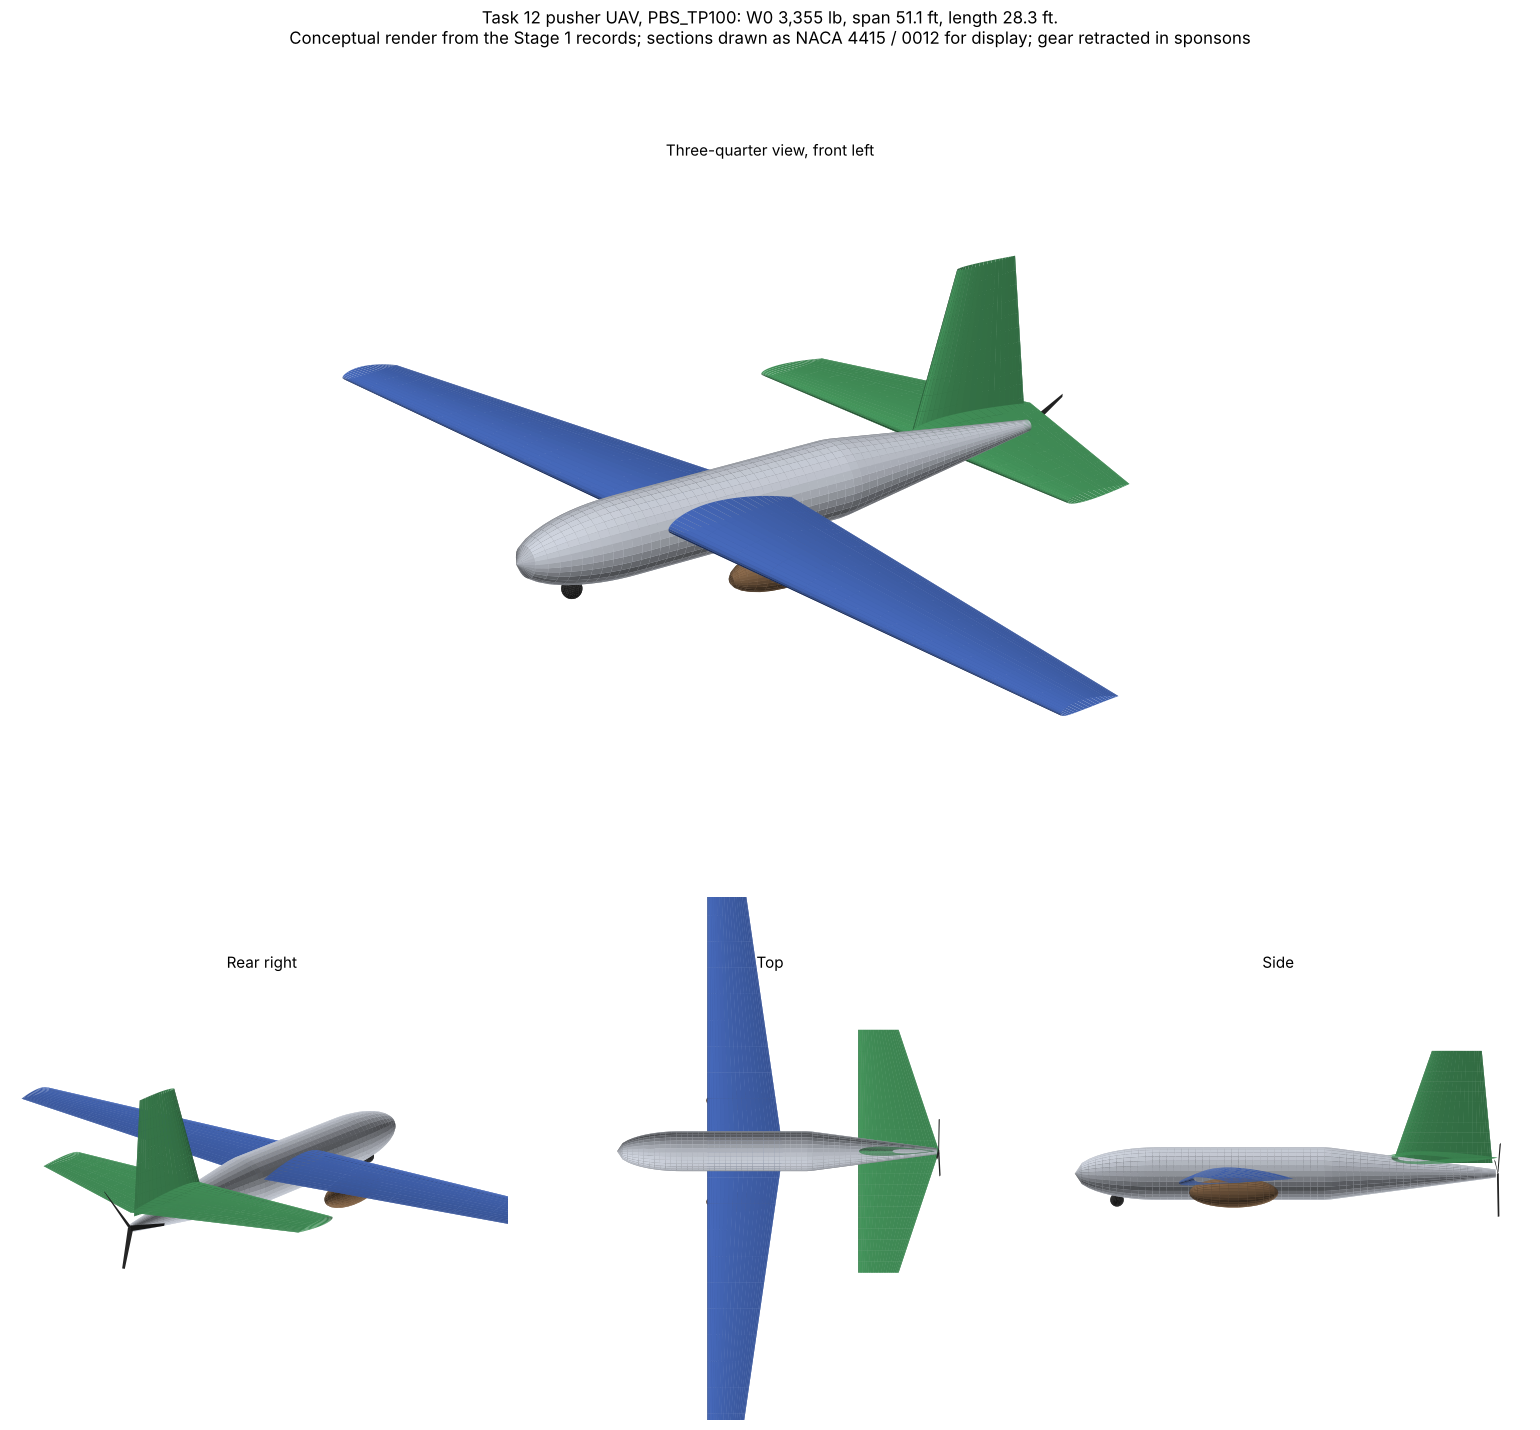 Task 12 pusher UAV, PBS_TP100: W0 3,355 lb, span 51.1 ft, length 28.3 ft.
Conceptual render from the Stage 1 records; sections drawn as NACA 4415 / 0012 for display; gear retracted in sponsons
Three-quarter view, front left
Rear right
Top
Side